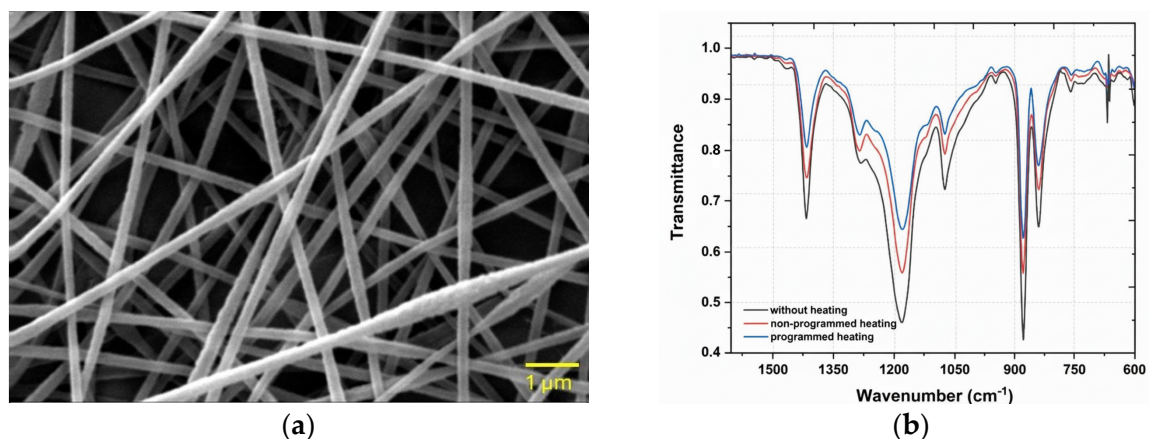 1 μm
(a)
Transmittance
1.0
0.9
0.8
0.7
0.6
0.5
0.4
without heating
non-programmed heating
programmed heating
1500 1350 1200 1050 900 750 600
Wavenumber (cm⁻¹)
(b)